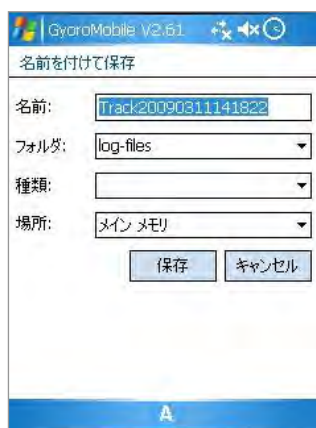 GyoroMobile V2.61
名前を付けて保存
名前: Track20090311141822
フォルダ: log-files
種類:
場所: メイン メモリ
保存 キャンセル
A